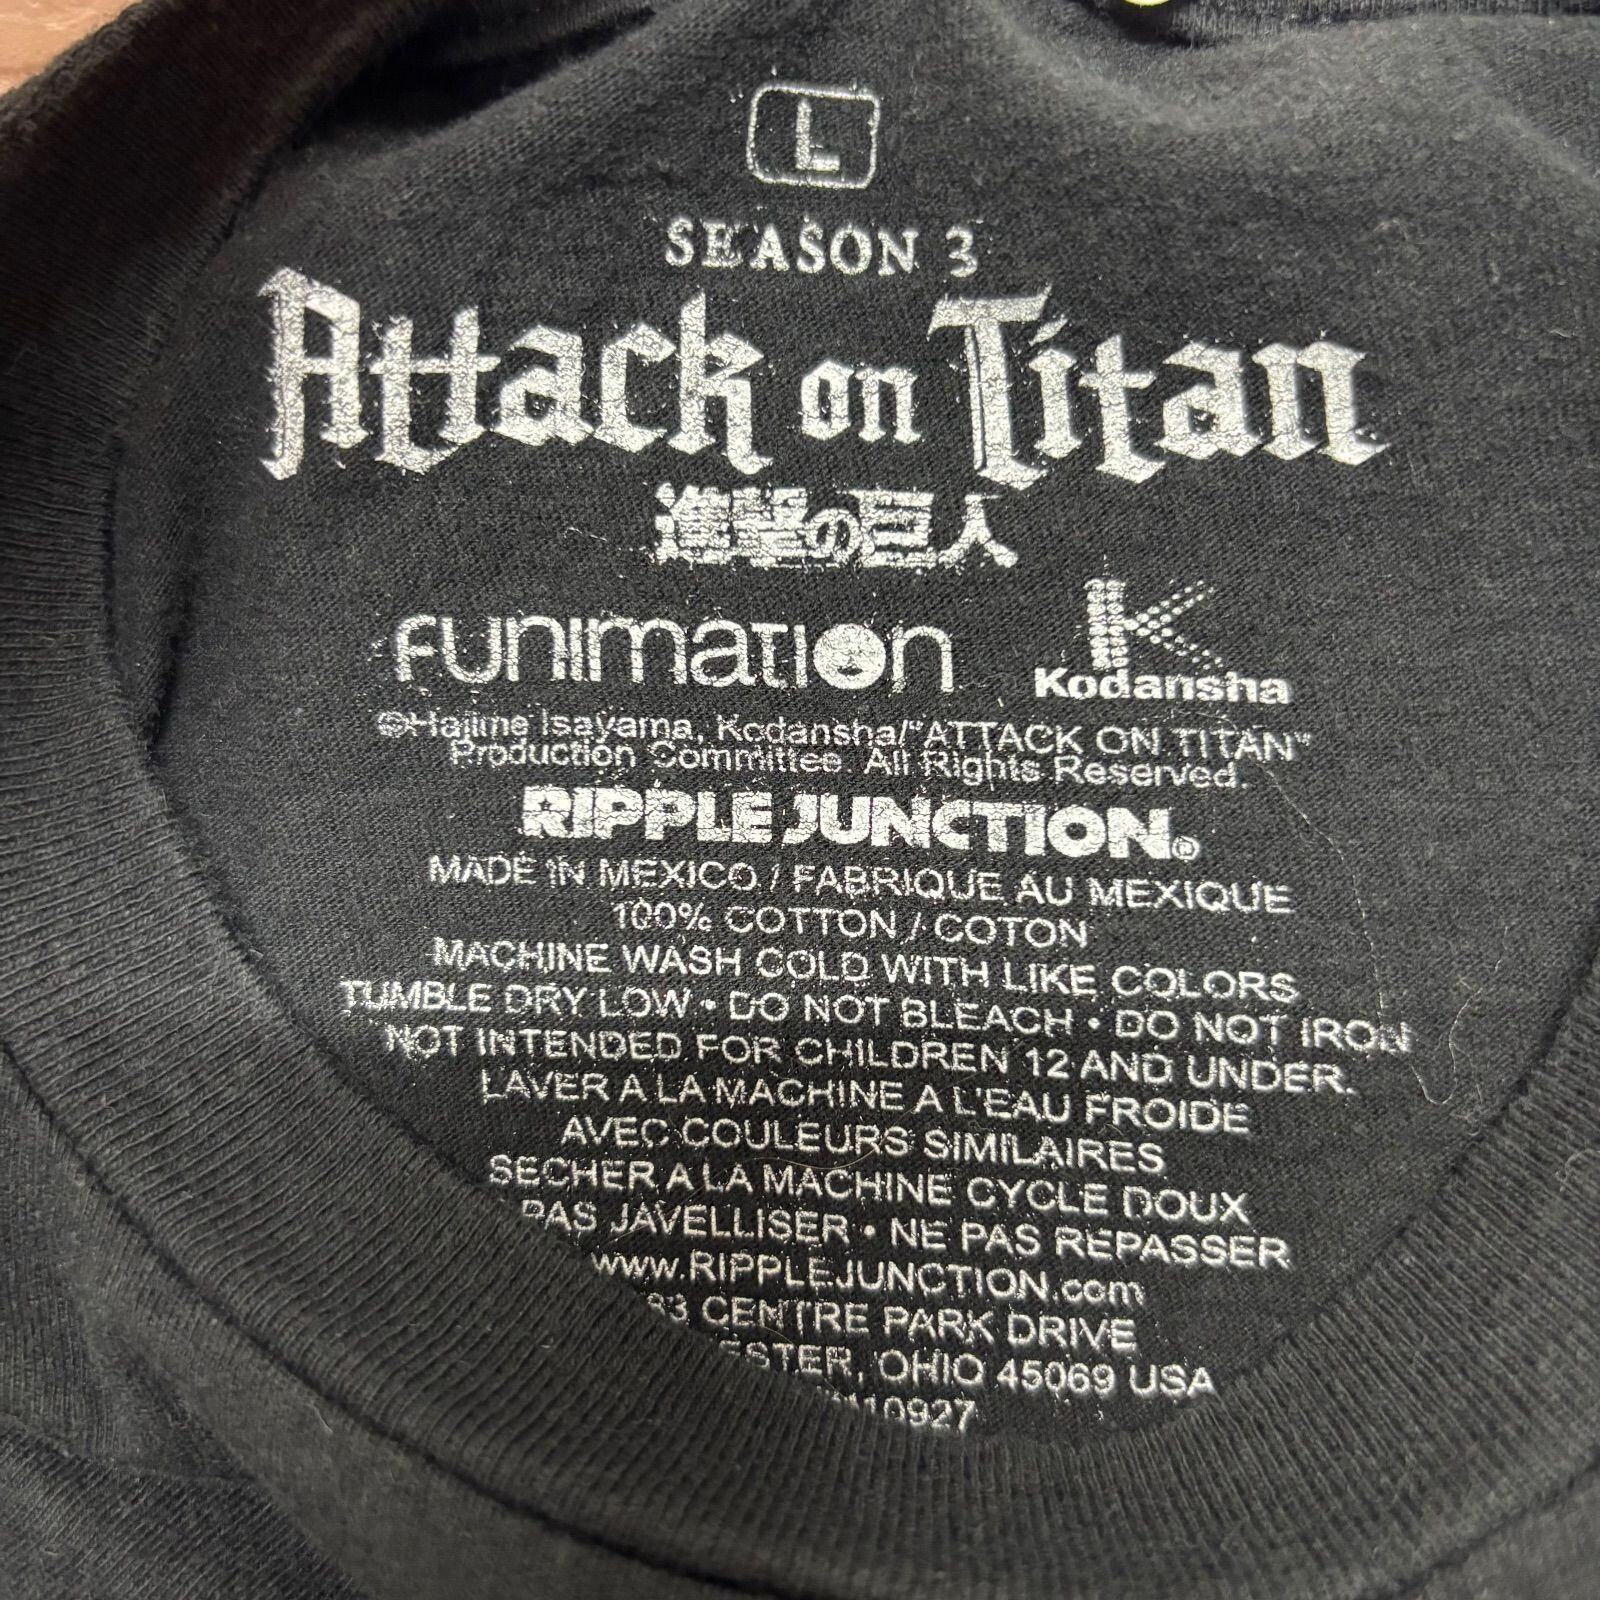 L
SEASON 3
Attack on Titan
進撃の巨人
FUNIMATION
Kodansha
©Hajime Isayama, Kodansha/"ATTACK ON TITAN"
Production Committee. All Rights Reserved.
RIPPLE JUNCTION®
MADE IN MEXICO / FABRIQUE AU MEXIQUE
100% COTTON / COTON
MACHINE WASH COLD WITH LIKE COLORS
TUMBLE DRY LOW • DO NOT BLEACH • DO NOT IRON
NOT INTENDED FOR CHILDREN 12 AND UNDER.
LAVER A LA MACHINE A L'EAU FROIDE
AVEC COULEURS SIMILAIRES
SECHER A LA MACHINE CYCLE DOUX
PAS JAVELLISER • NE PAS REPASSER
www.RIPPLEJUNCTION.com
CENTRE PARK DRIVE
OHIO 45069 USA